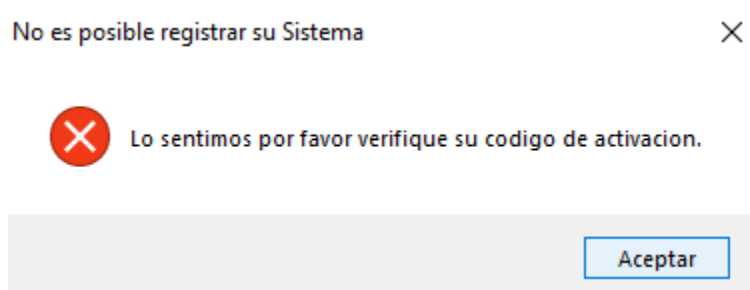 No es posible registrar su Sistema
Lo sentimos por favor verifique su codigo de activacion.
Aceptar